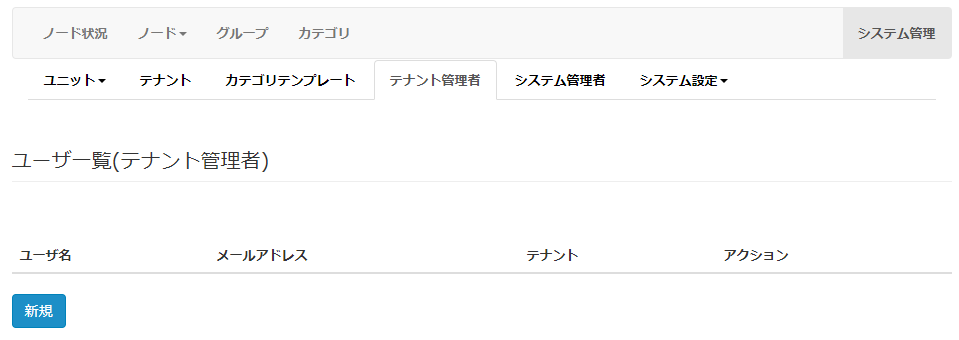 ノード状況 ノード グループ カテゴリ システム管理
ユニット テナント カテゴリテンプレート テナント管理者 システム管理者 システム設定
ユーザ一覧(テナント管理者)
ユーザ名 メールアドレス テナント アクション
新規